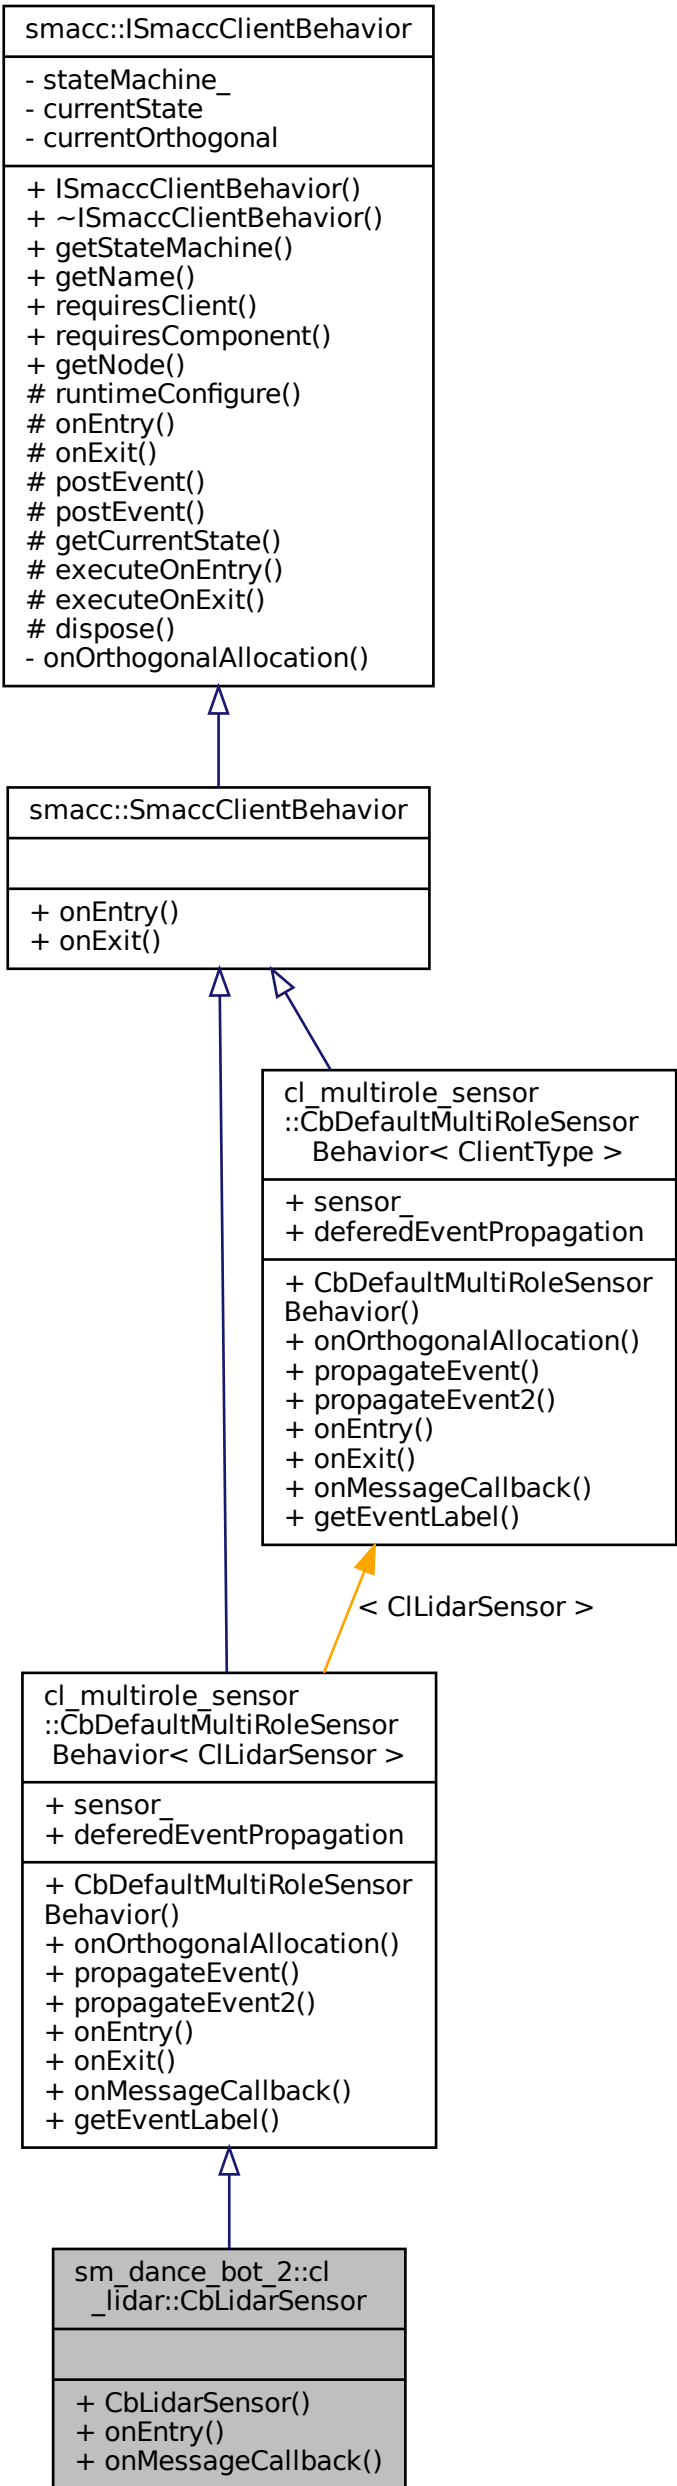 smacc::ISmaccClientBehavior
- stateMachine_
- currentState
- currentOrthogonal
+ ISmaccClientBehavior()
+ ~ISmaccClientBehavior()
+ getStateMachine()
+ getName()
+ requiresClient()
+ requiresComponent()
+ getNode()
# runtimeConfigure()
# onEntry()
# onExit()
# postEvent()
# postEvent()
# getCurrentState()
# executeOnEntry()
# executeOnExit()
# dispose()
- onOrthogonalAllocation()
smacc::SmaccClientBehavior
+ onEntry()
+ onExit()
cl_multirole_sensor
::CbDefaultMultiRoleSensor
Behavior< ClientType >
+ sensor_
+ deferedEventPropagation
+ CbDefaultMultiRoleSensor
Behavior()
+ onOrthogonalAllocation()
+ propagateEvent()
+ propagateEvent2()
+ onEntry()
+ onExit()
+ onMessageCallback()
+ getEventLabel()
< ClLidarSensor >
cl_multirole_sensor
::CbDefaultMultiRoleSensor
Behavior< ClLidarSensor >
+ sensor_
+ deferedEventPropagation
+ CbDefaultMultiRoleSensor
Behavior()
+ onOrthogonalAllocation()
+ propagateEvent()
+ propagateEvent2()
+ onEntry()
+ onExit()
+ onMessageCallback()
+ getEventLabel()
sm_dance_bot_2::cl
_lidar::CbLidarSensor
+ CbLidarSensor()
+ onEntry()
+ onMessageCallback()